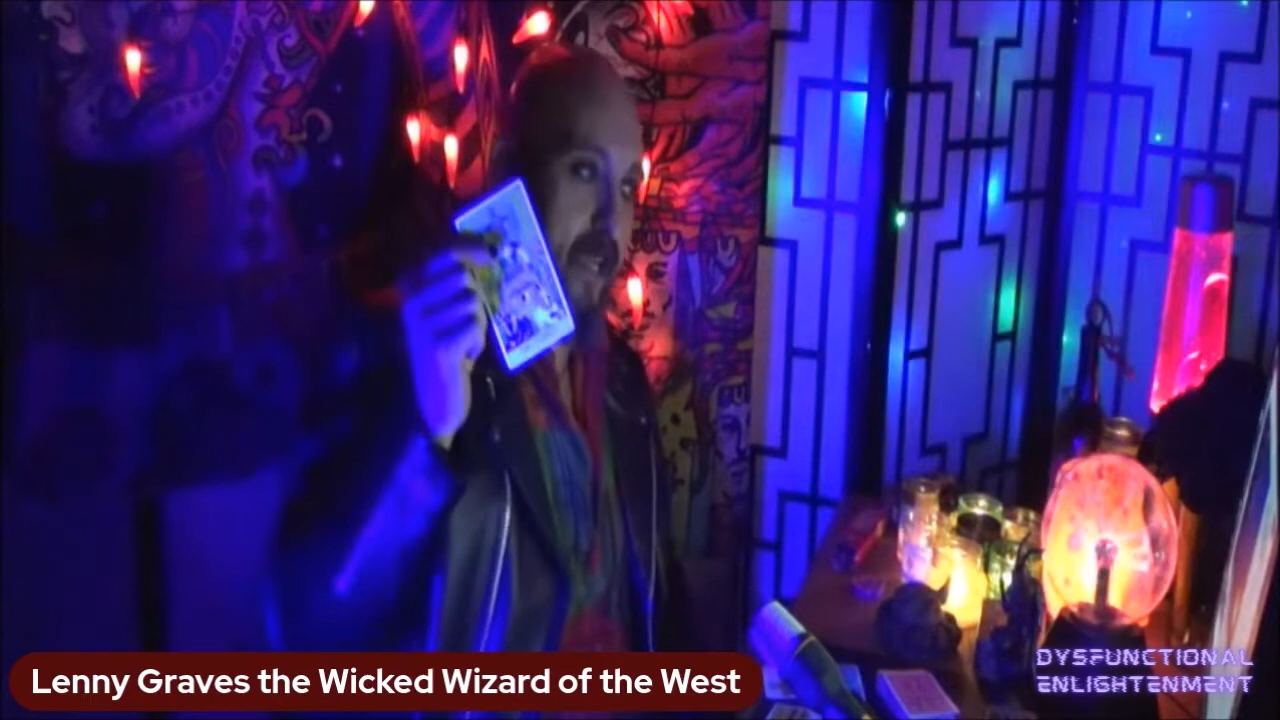 Lenny Graves the Wicked Wizard of the West
DYSFUNCTIONAL
ENLIGHTENMENT